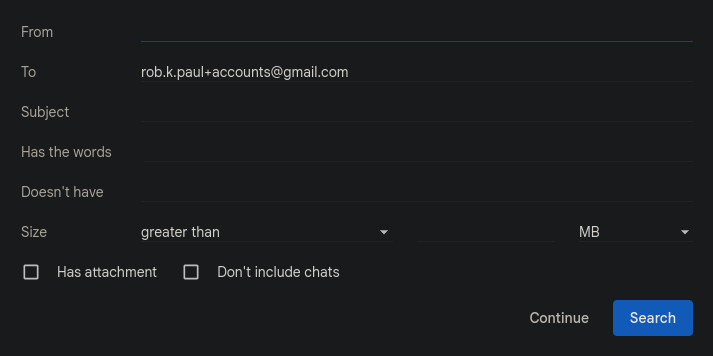 From
To rob.k.paul+accounts@gmail.com
Subject
Has the words
Doesn't have
Size greater than MB
Has attachment Don't include chats
Continue Search